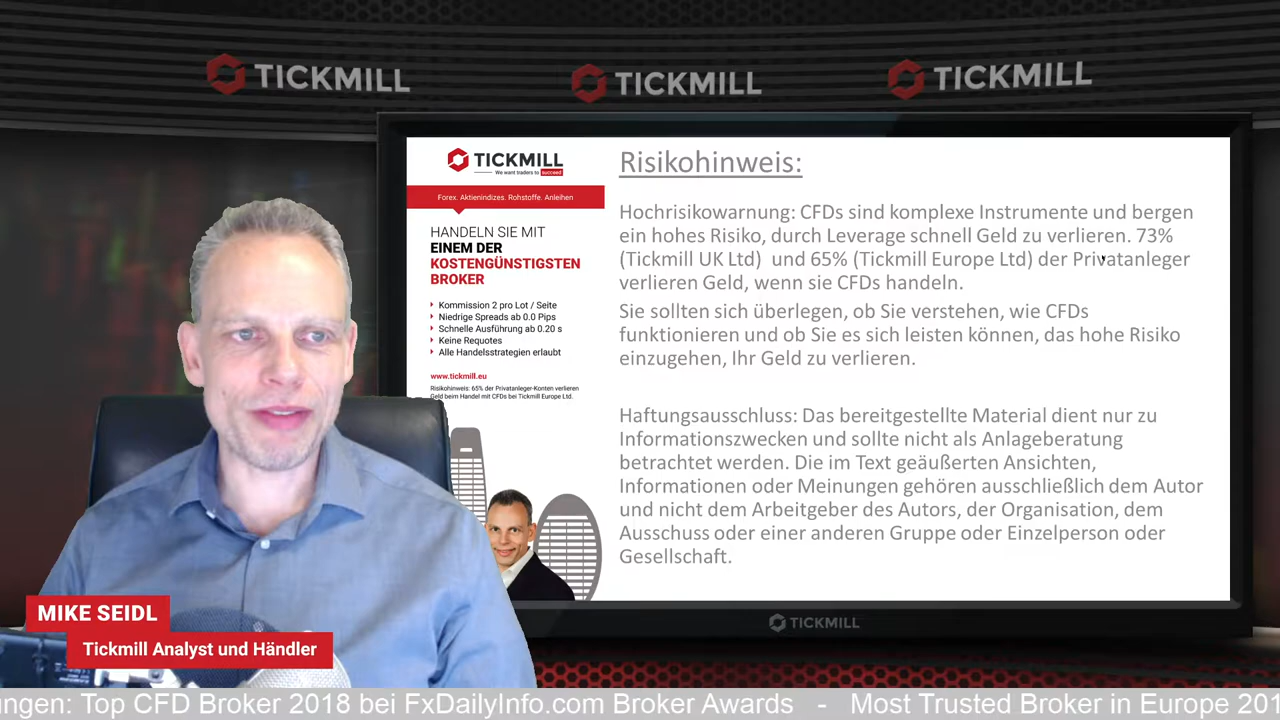 TICKMILL
TICKMILL
TICKMILL
TICKMILL
We want traders to succeed
Forex. Aktienindizes. Rohstoffe. Anleihen
HANDELN SIE MIT
EINEM DER
KOSTENGÜNSTIGSTEN
BROKER
Kommission 2 pro Lot / Seite
Niedrige Spreads ab 0.0 Pips
Schnelle Ausführung ab 0.20 s
Keine Requotes
Alle Handelsstrategien erlaubt
www.tickmill.eu
Risikohinweis: 65% der Privatanleger-Konten verlieren
Geld beim Handel mit CFDs bei Tickmill Europe Ltd.
Risikohinweis:
Hochrisikowarnung: CFDs sind komplexe Instrumente und bergen
ein hohes Risiko, durch Leverage schnell Geld zu verlieren. 73%
(Tickmill UK Ltd) und 65% (Tickmill Europe Ltd) der Privatanleger
verlieren Geld, wenn sie CFDs handeln.
Sie sollten sich überlegen, ob Sie verstehen, wie CFDs
funktionieren und ob Sie es sich leisten können, das hohe Risiko
einzugehen, Ihr Geld zu verlieren.
Haftungsausschluss: Das bereitgestellte Material dient nur zu
Informationszwecken und sollte nicht als Anlageberatung
betrachtet werden. Die im Text geäußerten Ansichten,
Informationen oder Meinungen gehören ausschließlich dem Autor
und nicht dem Arbeitgeber des Autors, der Organisation, dem
Ausschuss oder einer anderen Gruppe oder Einzelperson oder
Gesellschaft.
TICKMILL
MIKE SEIDL
Tickmill Analyst und Händler
ngen: Top CFD Broker 2018 bei FxDailyInfo.com Broker Awards - Most Trusted Broker in Europe 201